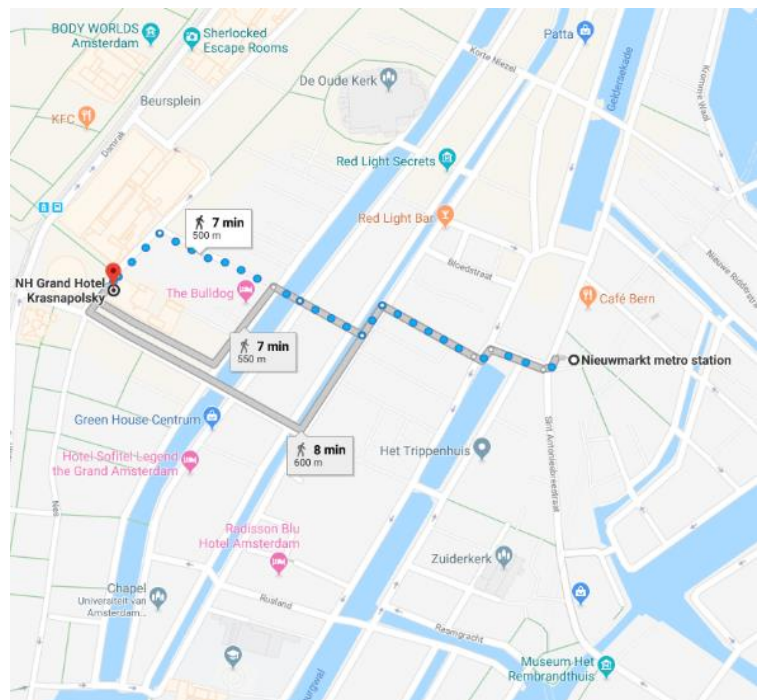 BODY WORLDS
Amsterdam
Sherlocked
Escape Rooms
Patta
Korte Niezel
Geldersekade
Kromme Waal
De Oude Kerk
Beursplein
KFC
Damrak
Red Light Secrets
7 min
500 m
Red Light Bar
Bloedstraat
Nieuwe Ridderstraat
NH Grand Hotel
Krasnapolsky
The Bulldog
Café Bern
7 min
550 m
Nieuwmarkt metro station
Green House Centrum
Sint Antoniesbreestraat
Hotel Sofitel Legend
the Grand Amsterdam
8 min
600 m
Het Trippenhuis
Nes
Radisson Blu
Hotel Amsterdam
Zuiderkerk
Chapel
Universiteit van
Amsterdam...
Rusland
Raamgracht
Museum Het
Rembrandthuis